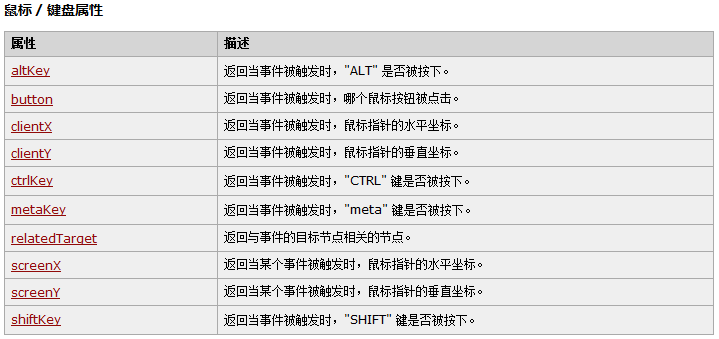 鼠标 / 键盘属性
属性 描述
altKey 返回当事件被触发时，"ALT" 是否被按下。
button 返回当事件被触发时，哪个鼠标按钮被点击。
clientX 返回当事件被触发时，鼠标指针的水平坐标。
clientY 返回当事件被触发时，鼠标指针的垂直坐标。
ctrlKey 返回当事件被触发时，"CTRL" 键是否被按下。
metaKey 返回当事件被触发时，"meta" 键是否被按下。
relatedTarget 返回与事件的目标节点相关的节点。
screenX 返回当某个事件被触发时，鼠标指针的水平坐标。
screenY 返回当某个事件被触发时，鼠标指针的垂直坐标。
shiftKey 返回当事件被触发时，"SHIFT" 键是否被按下。